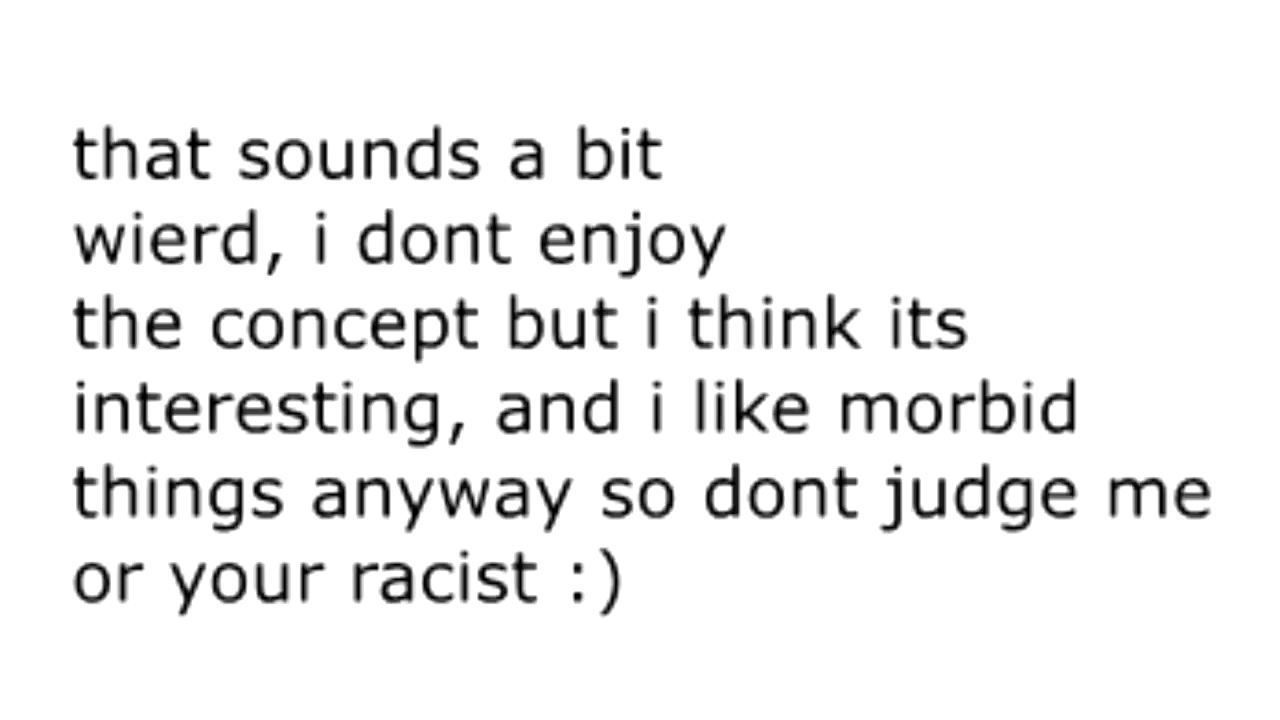 that sounds a bit
wierd, i dont enjoy
the concept but i think its
interesting, and i like morbid
things anyway so dont judge me
or your racist :)